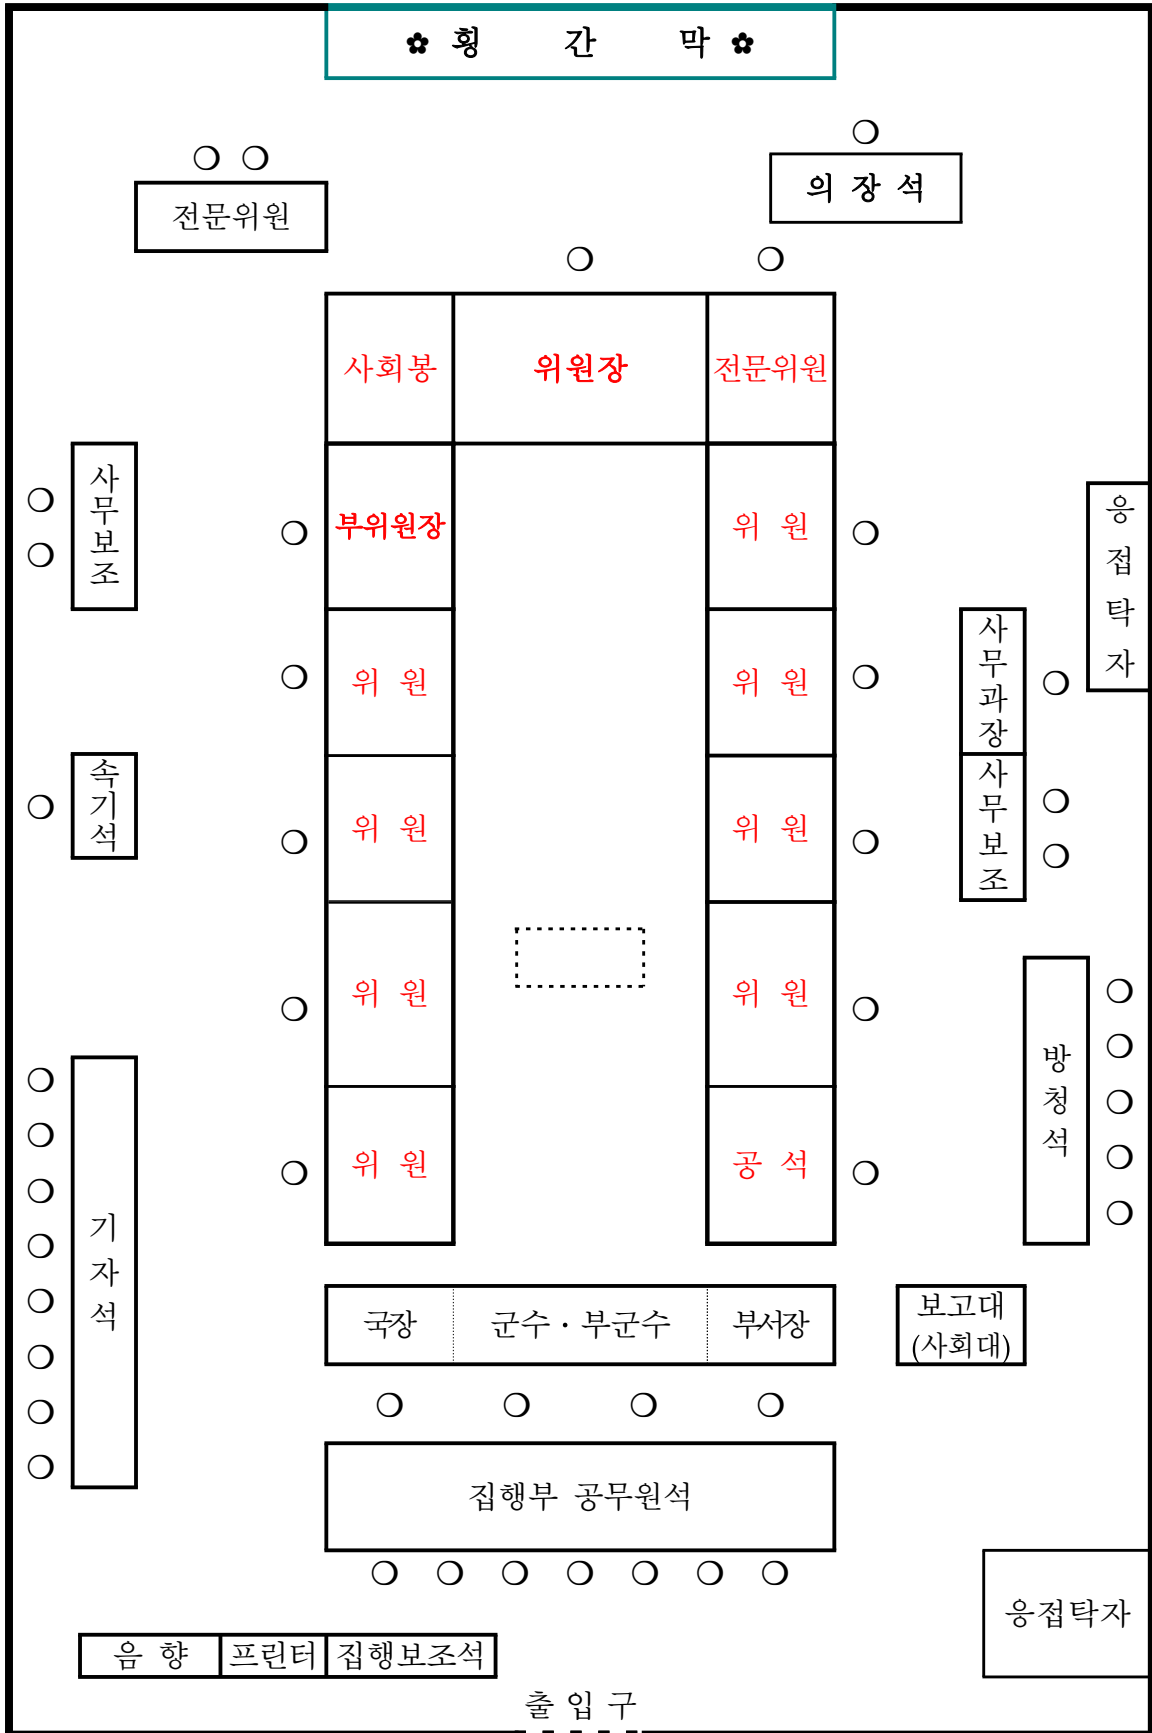 ✿ 횡 간 막 ✿
의 장 석
전문위원
사회봉 위원장 전문위원
사무보조
부위원장
위 원
응접탁자
위 원
위 원
사무과장
속기석
위 원
위 원
사무보조
위 원
위 원
방청석
기자석
위 원
공 석
국장 군수 · 부군수 부서장
보고대
(사회대)
집행부 공무원석
응접탁자
음 향 프린터 집행보조석
출 입 구